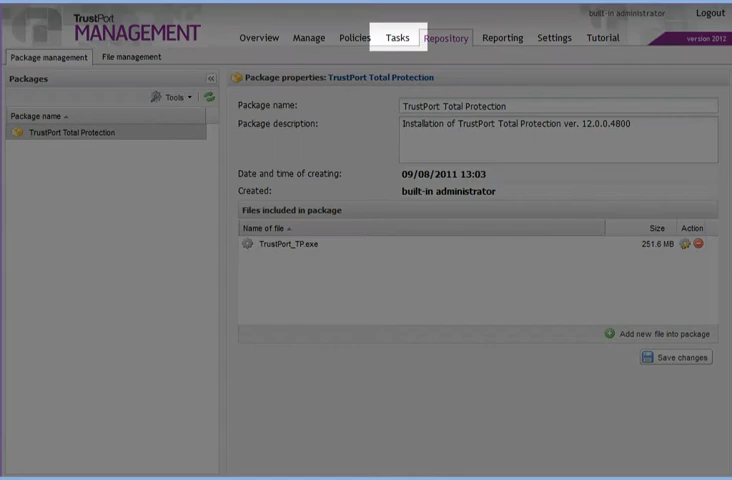 TrustPort
MANAGEMENT
built-in administrator
Logout
Overview Manage Policies Tasks Repository Reporting Settings Tutorial
version 2012
Package management File management
Packages
Tools
Package name
TrustPort Total Protection
Package properties: TrustPort Total Protection
Package name: TrustPort Total Protection
Package description: Installation of TrustPort Total Protection ver. 12.0.0.4800
Date and time of creating: 09/08/2011 13:03
Created: built-in administrator
Files included in package
Name of file Size Action
TrustPort_TP.exe 251.6 MB
Add new file into package
Save changes